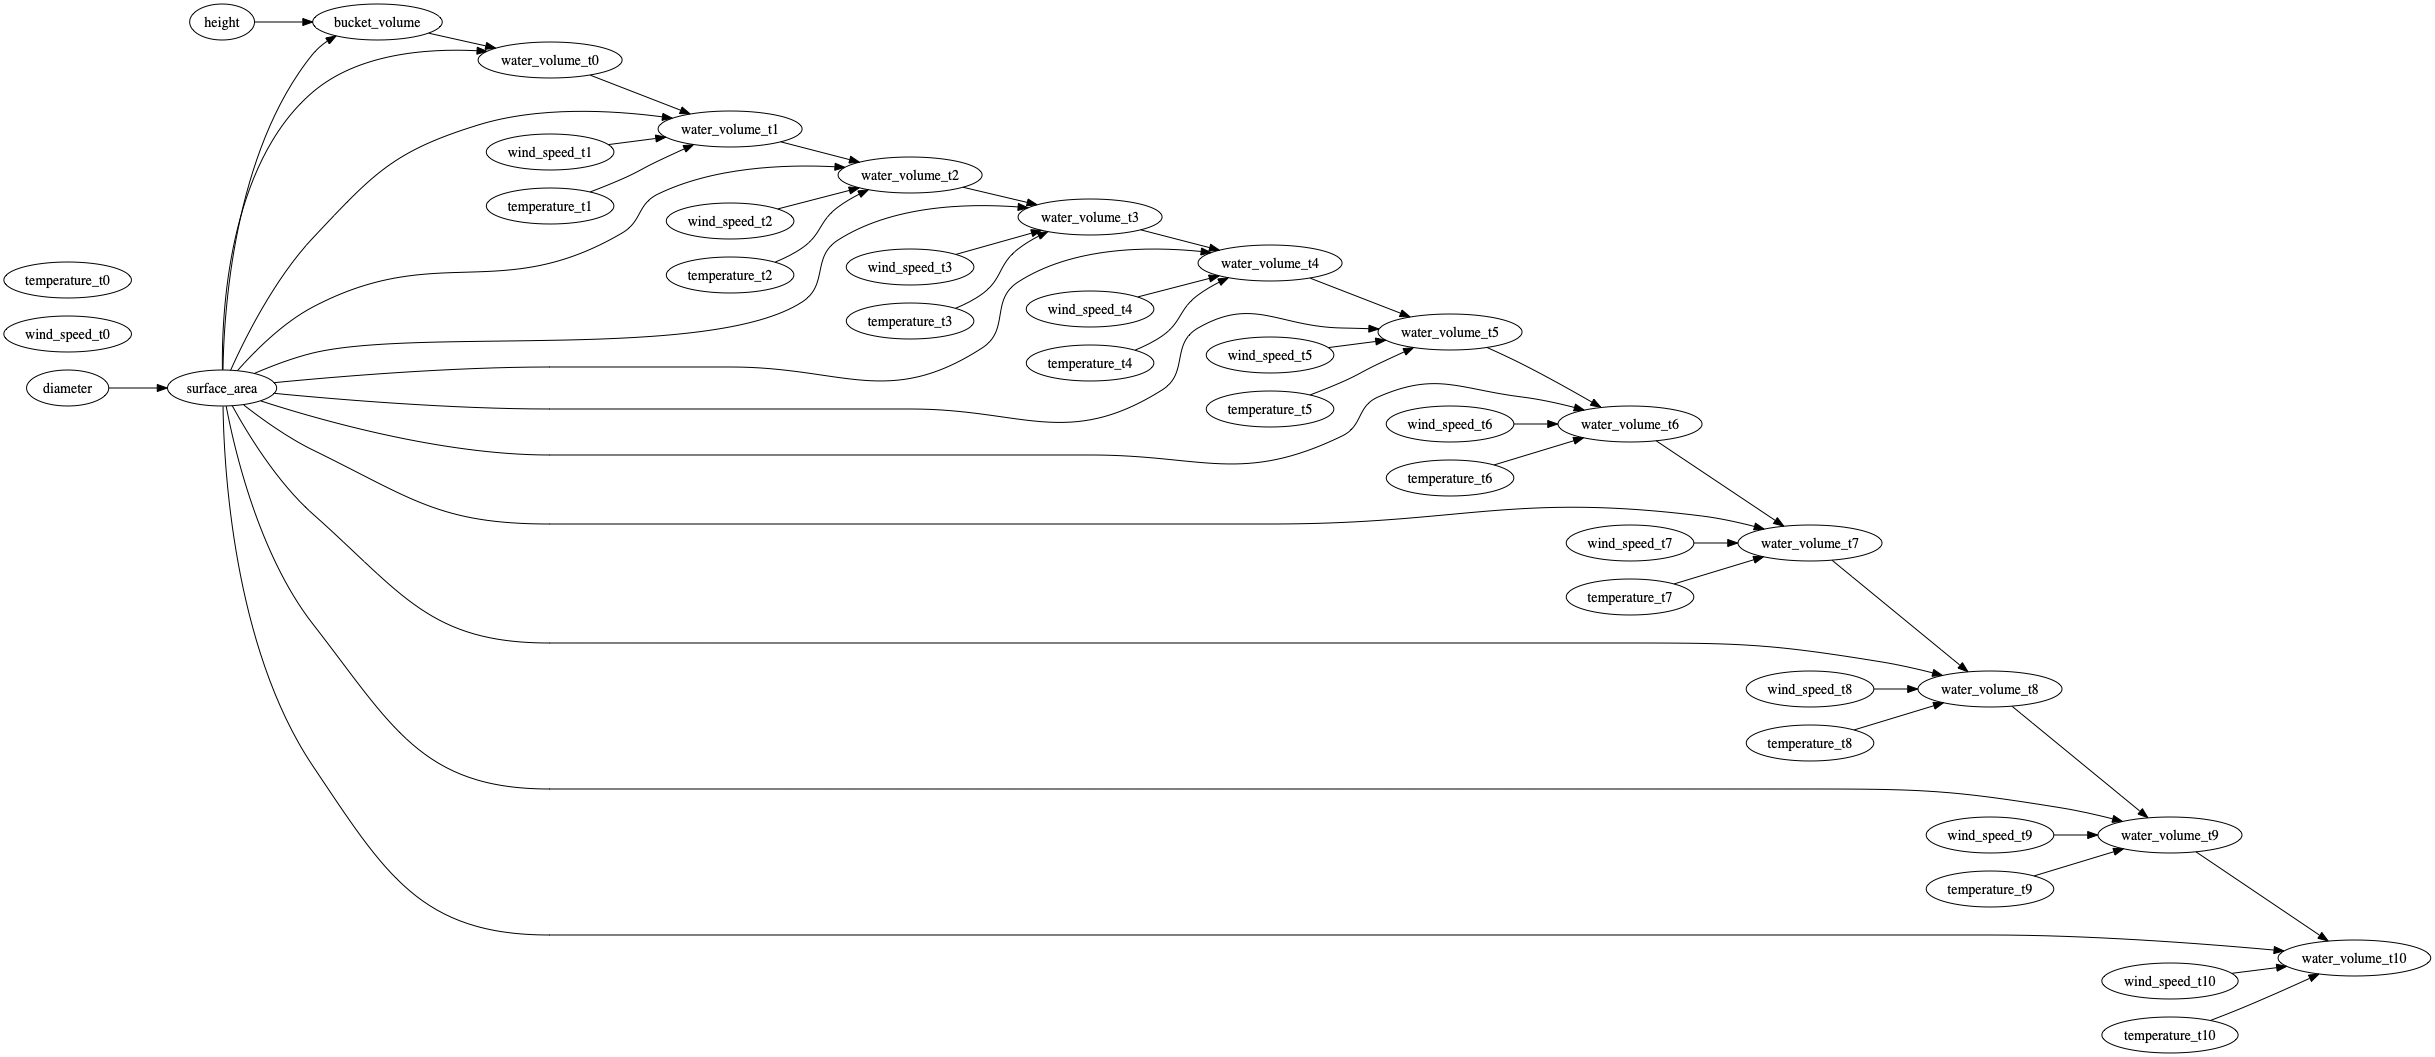 height
bucket_volume
water_volume_t0
water_volume_t1
wind_speed_t1
temperature_t1
water_volume_t2
wind_speed_t2
temperature_t2
water_volume_t3
wind_speed_t3
temperature_t3
water_volume_t4
wind_speed_t4
temperature_t4
temperature_t0
wind_speed_t0
diameter
surface_area
water_volume_t5
wind_speed_t5
temperature_t5
water_volume_t6
wind_speed_t6
temperature_t6
water_volume_t7
wind_speed_t7
temperature_t7
water_volume_t8
wind_speed_t8
temperature_t8
water_volume_t9
wind_speed_t9
temperature_t9
water_volume_t10
wind_speed_t10
temperature_t10